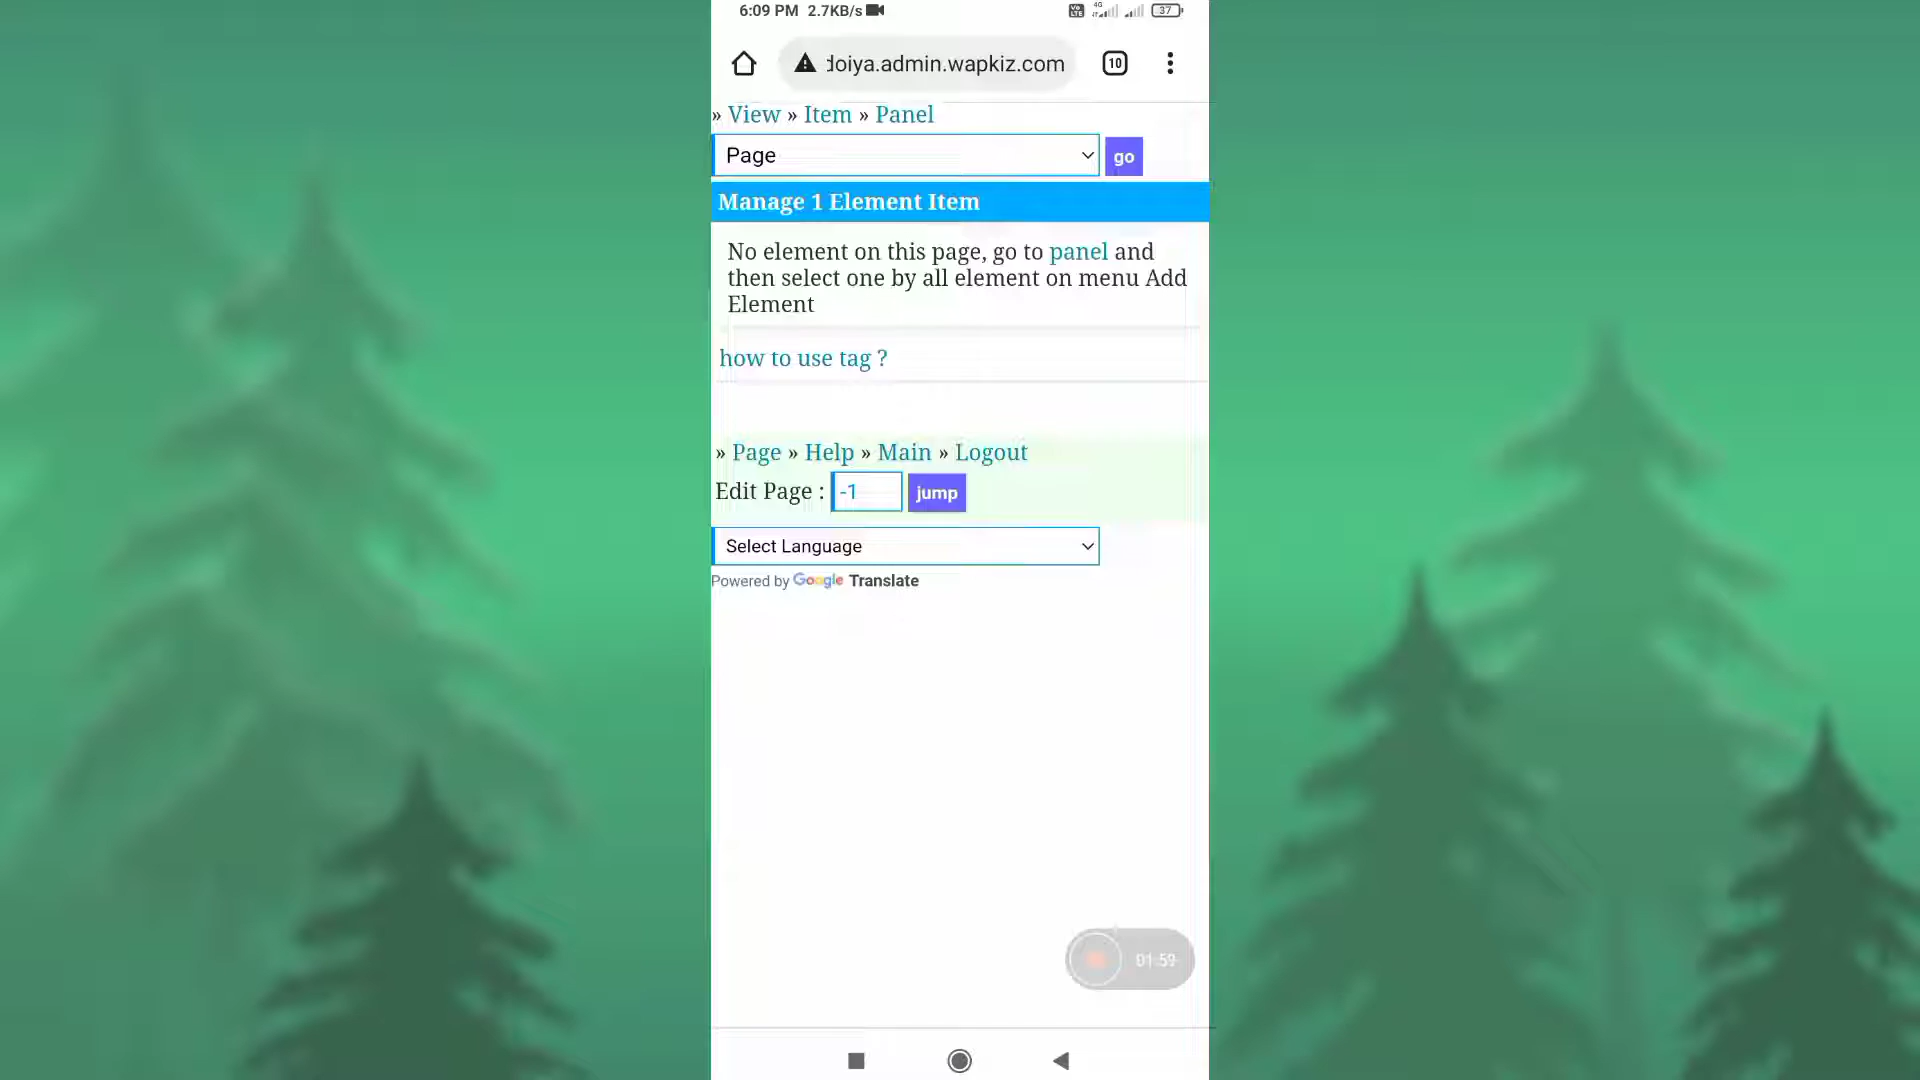 6:09 PM 2.7KB/s
4G
37
doiya.admin.wapkiz.com
10
» View » Item » Panel
Page
go
Manage 1 Element Item
No element on this page, go to panel and
then select one by all element on menu Add
Element
how to use tag ?
» Page » Help » Main » Logout
Edit Page : -1 jump
Select Language
Powered by Google Translate
01:59